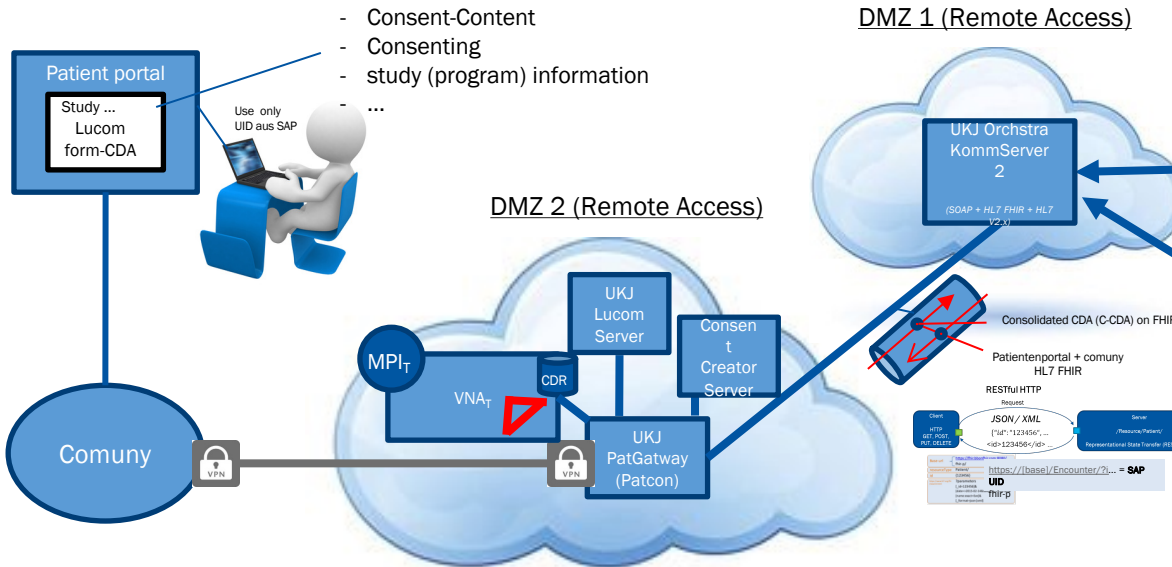 - Consent-Content
- Consenting
- study (program) information
- ...
DMZ 1 (Remote Access)
Patient portal
Study ...
Lucom
form-CDA
Use only
UID aus SAP
UKJ Orchstra
KommServer
2
(SOAP + HL7 FHIR + HL7
V2.x)
DMZ 2 (Remote Access)
UKJ
Lucom
Server
Consen
t
Creator
Server
MPIT
VNAT
CDR
UKJ
PatGatway
(Patcon)
Comuny
VPN
VPN
Consolidated CDA (C-CDA) on FHIR
Patientenportal + comuny
HL7 FHIR
RESTful HTTP
Request
Client
HTTP
GET, POST,
PUT, DELETE
JSON / XML
{"id": "123456", ...
<id>123456</id> ...
Server
/Resource/Patient/
Representational State Transfer (RES
https://[base]/Encounter/?i... = SAP
UID
fhir-p